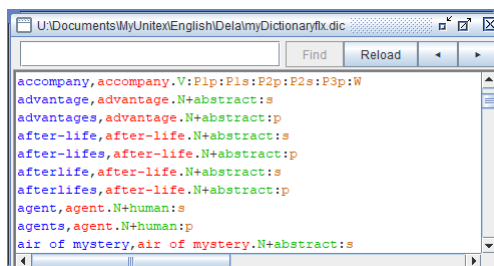 U:\Documents\MyUnitex\English\Dela\myDictionaryflx.dic
Find Reload
accompany,accompany.V:P1p:P1s:P2p:P2s:P3p:W
advantage,advantage.N+abstract:s
advantages,advantage.N+abstract:p
after-life,after-life.N+abstract:s
after-lifes,after-life.N+abstract:p
afterlife,after-life.N+abstract:s
afterlifes,after-life.N+abstract:p
agent,agent.N+human:s
agents,agent.N+human:p
air of mystery,air of mystery.N+abstract:s